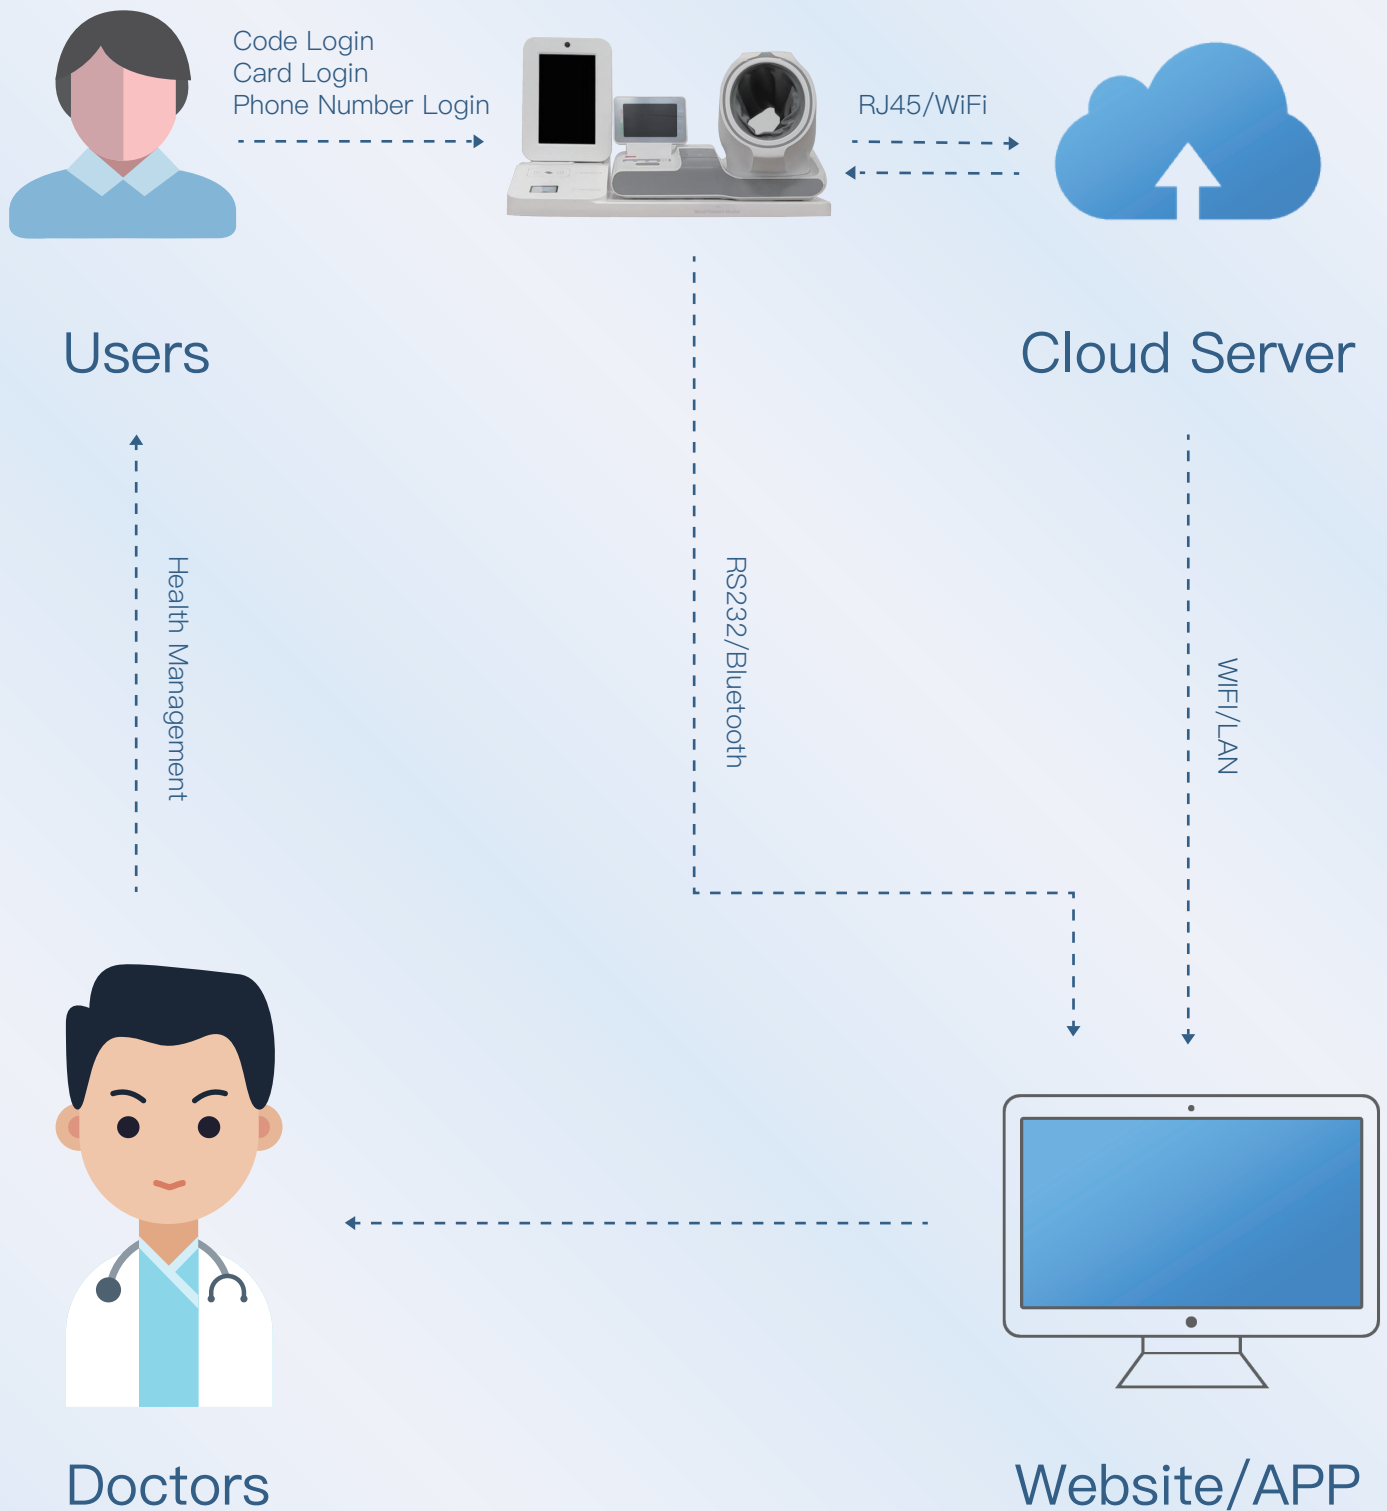 Code Login
Card Login
Phone Number Login
RJ45/WiFi
Users
Cloud Server
Health Management
RS232/Bluetooth
WIFI/LAN
Doctors
Website/APP